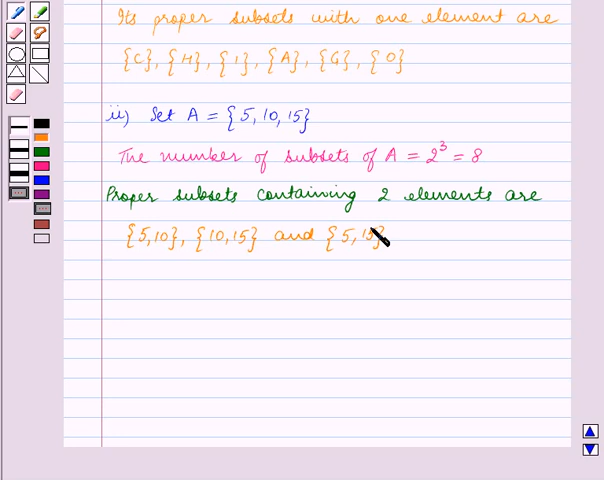 Its proper subsets with one element are
{C}, {H}, {I}, {A}, {G}, {O}
ii) Set A = {5, 10, 15}
The number of subsets of A = 2³ = 8
Proper subsets containing 2 elements are
{5,10}, {10,15} and {5,15}